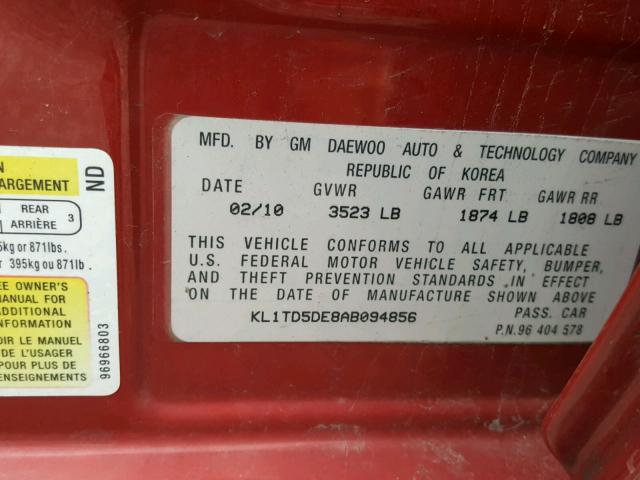 MFD. BY GM DAEWOO AUTO & TECHNOLOGY COMPANY
REPUBLIC OF KOREA
DATE GVWR GAWR FRT GAWR RR
02/10 3523 LB 1874 LB 1808 LB
THIS VEHICLE CONFORMS TO ALL APPLICABLE
U.S. FEDERAL MOTOR VEHICLE SAFETY, BUMPER,
AND THEFT PREVENTION STANDARDS IN EFFECT
ON THE DATE OF MANUFACTURE SHOWN ABOVE
KL1TD5DE8AB094856 PASS. CAR
P.N. 96 404 578
ARGEMENT
REAR 3
ARRIÈRE
5kg or 871lbs.
r 395kg ou 871lb.
EE OWNER'S
MANUAL FOR
ADDITIONAL
INFORMATION
OIR LE MANUEL
DE L'USAGER
POUR PLUS DE
ENSEIGNEMENTS
ND
96966803